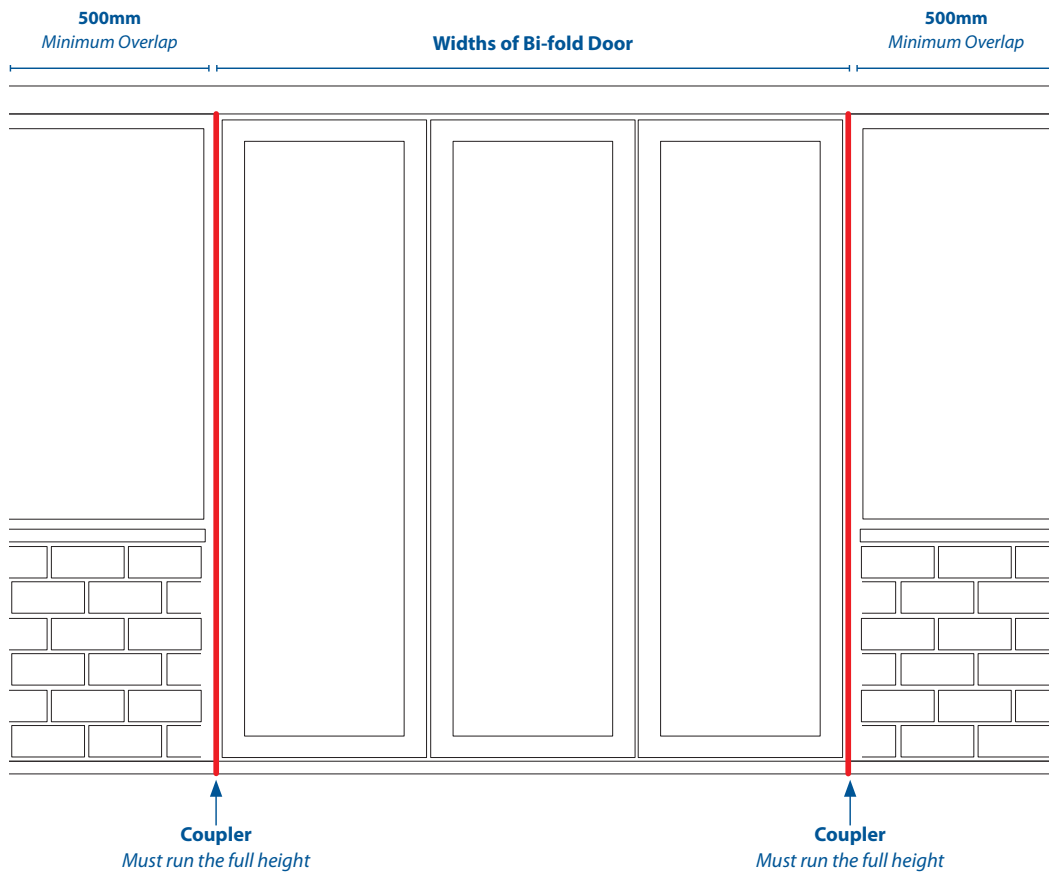 500mm
Minimum Overlap
Widths of Bi-fold Door
500mm
Minimum Overlap
Coupler
Must run the full height
Coupler
Must run the full height